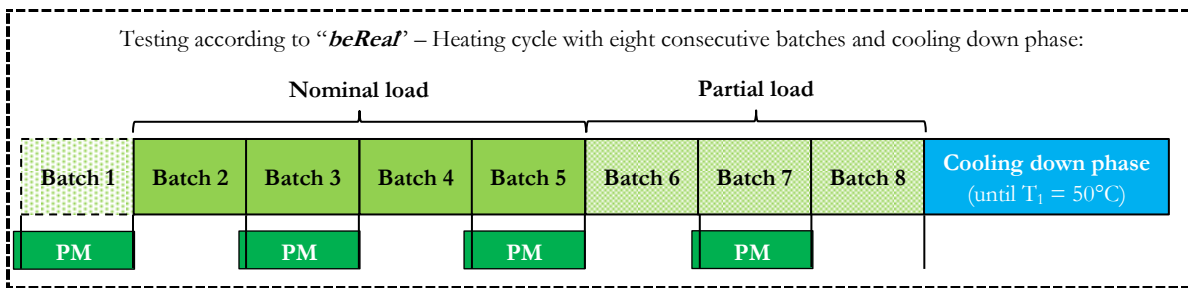 Testing according to “beReal” – Heating cycle with eight consecutive batches and cooling down phase:
Nominal load Partial load
Batch 1 Batch 2 Batch 3 Batch 4 Batch 5 Batch 6 Batch 7 Batch 8 Cooling down phase
(until T₁ = 50°C)
PM PM PM PM